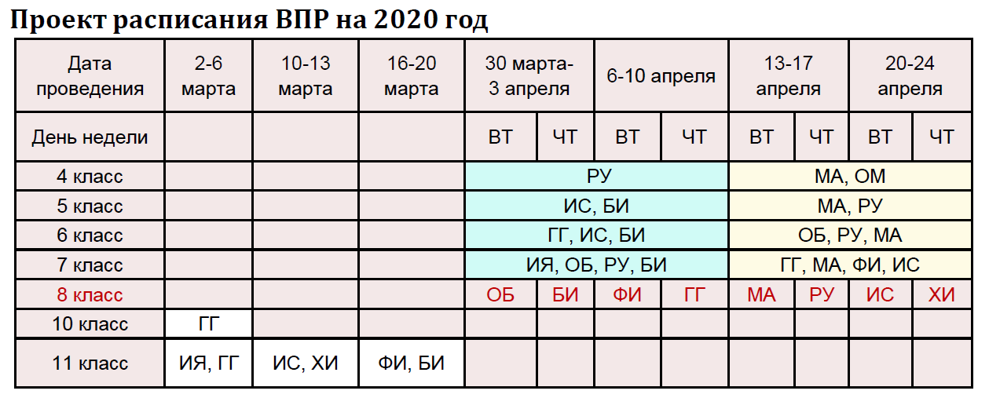 Проект расписания ВПР на 2020 год
Дата проведения 2-6 марта 10-13 марта 16-20 марта 30 марта- 3 апреля 6-10 апреля 13-17 апреля 20-24 апреля
День недели ВТ ЧТ ВТ ЧТ ВТ ЧТ ВТ ЧТ
4 класс РУ МА, ОМ
5 класс ИС, БИ МА, РУ
6 класс ГГ, ИС, БИ ОБ, РУ, МА
7 класс ИЯ, ОБ, РУ, БИ ГГ, МА, ФИ, ИС
8 класс ОБ БИ ФИ ГГ МА РУ ИС ХИ
10 класс ГГ
11 класс ИЯ, ГГ ИС, ХИ ФИ, БИ